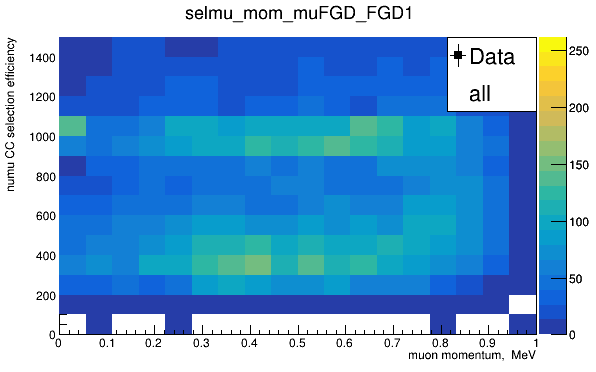 selmu_mom_muFGD_FGD1
numu CC selection efficiency
1400
1200
1000
800
600
400
200
0
Data
all
250
200
150
100
50
0
0 0.1 0.2 0.3 0.4 0.5 0.6 0.7 0.8 0.9 1
muon momentum, MeV